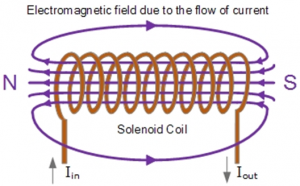 Electromagnetic field due to the flow of current
N S
Solenoid Coil
Iin Iout